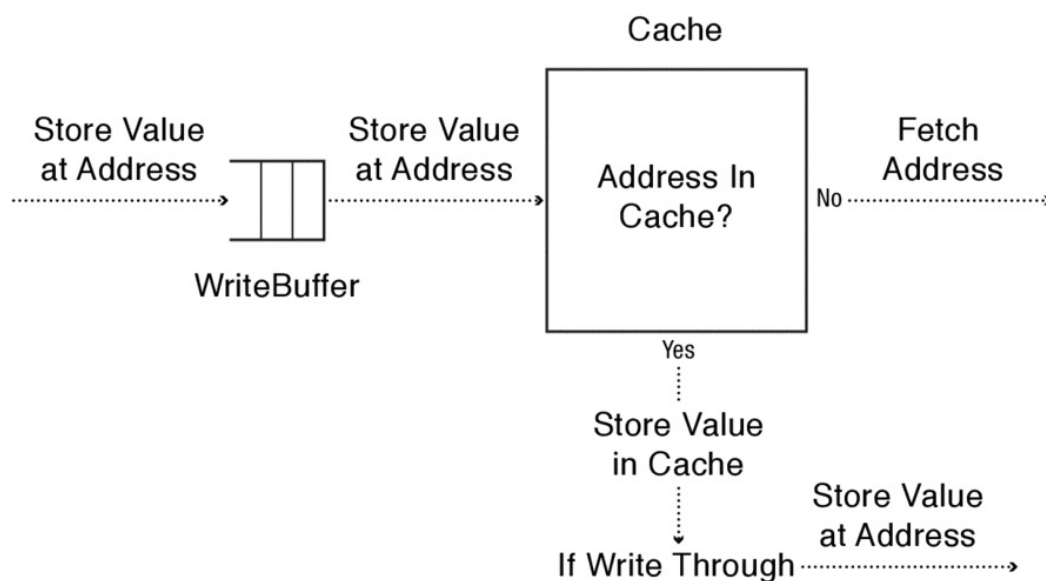 Cache
Store Value
at Address
Store Value
at Address
Fetch
Address
Address In
Cache?
No
WriteBuffer
Yes
Store Value
in Cache
Store Value
at Address
If Write Through